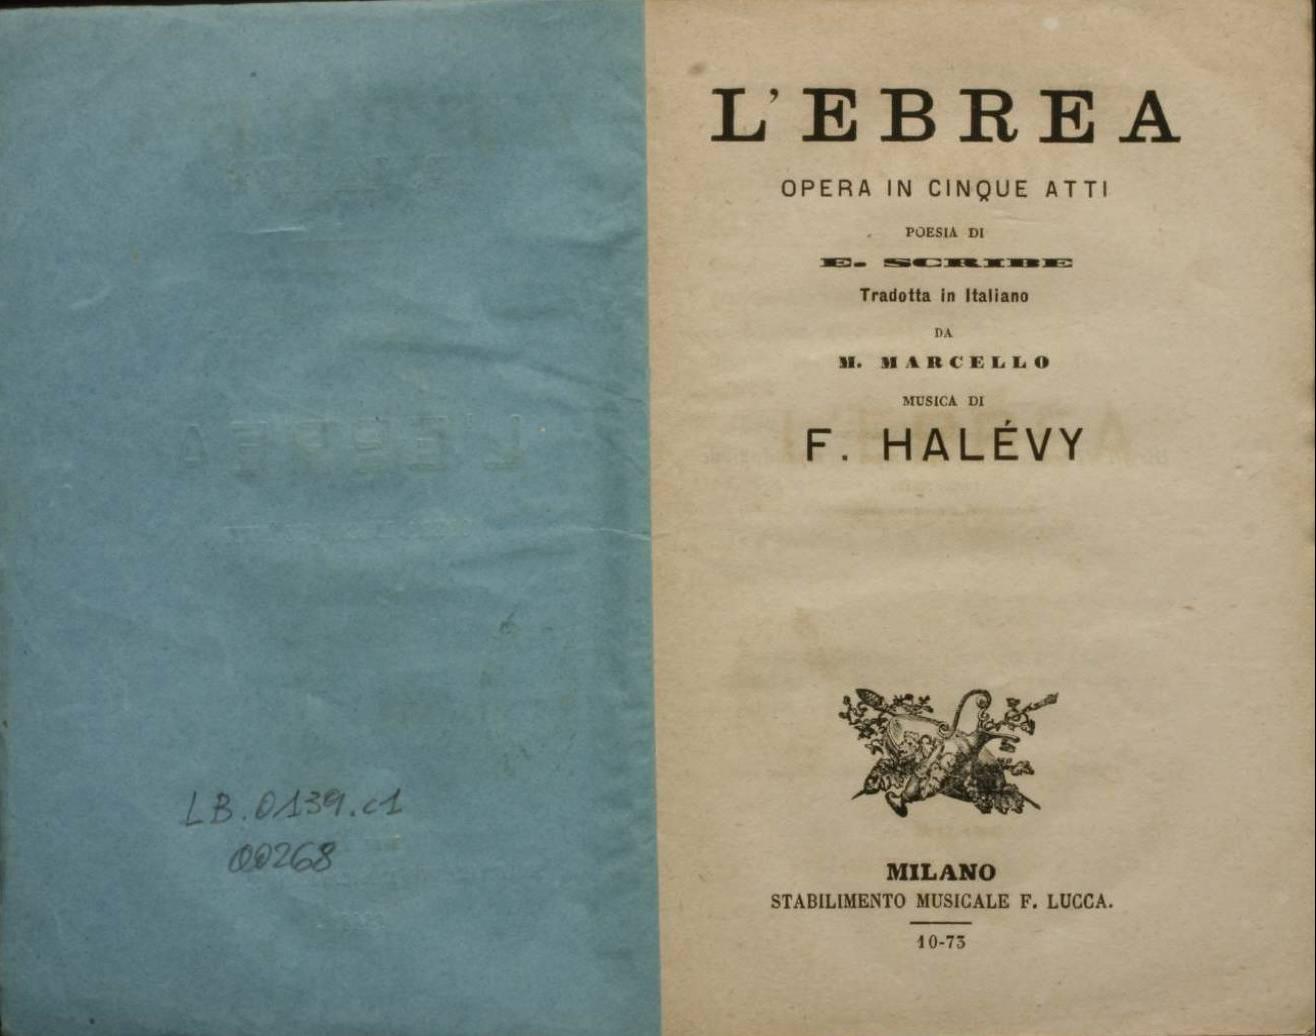 LB.0139.c1
00268
L'EBREA
OPERA IN CINQUE ATTI
POESIA DI
E. SCRIBE
Tradotta in Italiano
DA
M. MARCELLO
MUSICA DI
F. HALÉVY
MILANO
STABILIMENTO MUSICALE F. LUCCA.
10-73